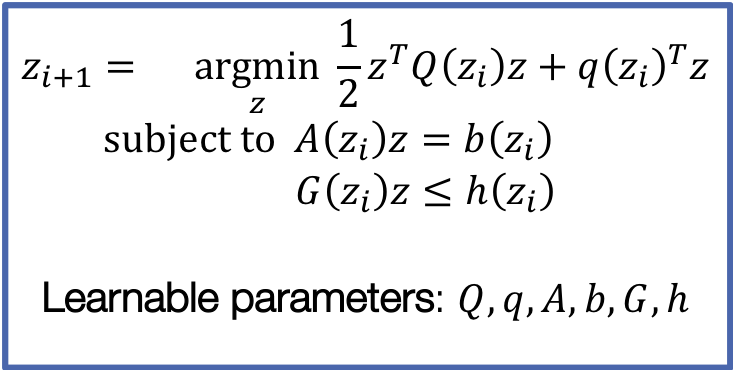 z_{i+1} = argmin_z 1/2 z^T Q(z_i)z + q(z_i)^T z
subject to A(z_i)z = b(z_i)
G(z_i)z ≤ h(z_i)
Learnable parameters: Q, q, A, b, G, h